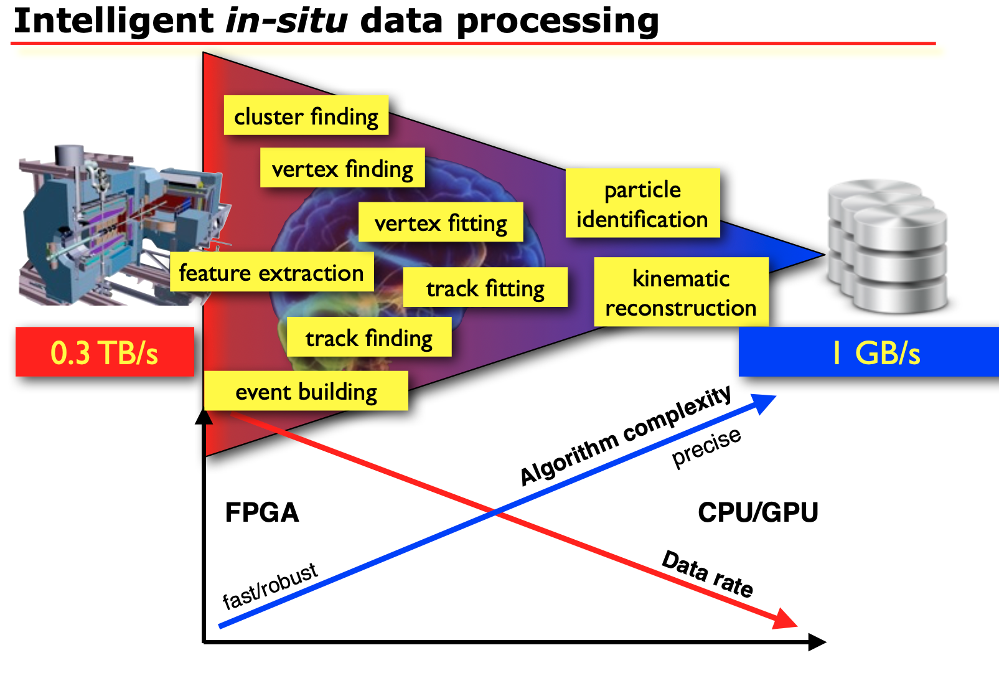 Intelligent in-situ data processing
cluster finding
vertex finding
vertex fitting
particle
identification
feature extraction
track fitting
kinematic
reconstruction
track finding
0.3 TB/s
1 GB/s
event building
Algorithm complexity
precise
FPGA
CPU/GPU
fast/robust
Data rate